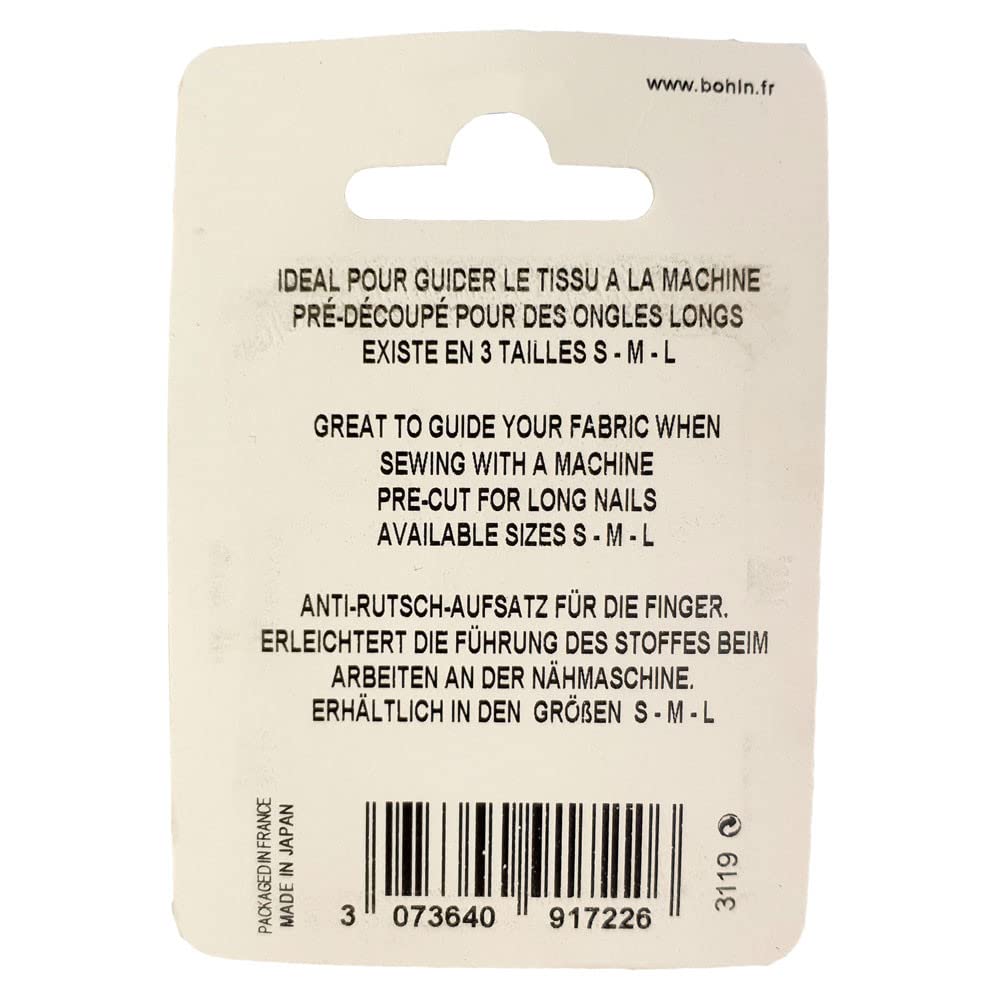 www.bohin.fr
IDEAL POUR GUIDER LE TISSU A LA MACHINE
PRÉ-DÉCOUPÉ POUR DES ONGLES LONGS
EXISTE EN 3 TAILLES S - M - L
GREAT TO GUIDE YOUR FABRIC WHEN
SEWING WITH A MACHINE
PRE-CUT FOR LONG NAILS
AVAILABLE SIZES S - M - L
ANTI-RUTSCH-AUFSATZ FÜR DIE FINGER.
ERLEICHTERT DIE FÜHRUNG DES STOFFES BEIM
ARBEITEN AN DER NÄHMASCHINE.
ERHÄLTLICH IN DEN GRÖßEN S - M - L
PACKAGED IN FRANCE
MADE IN JAPAN
3 073640 917226
3119